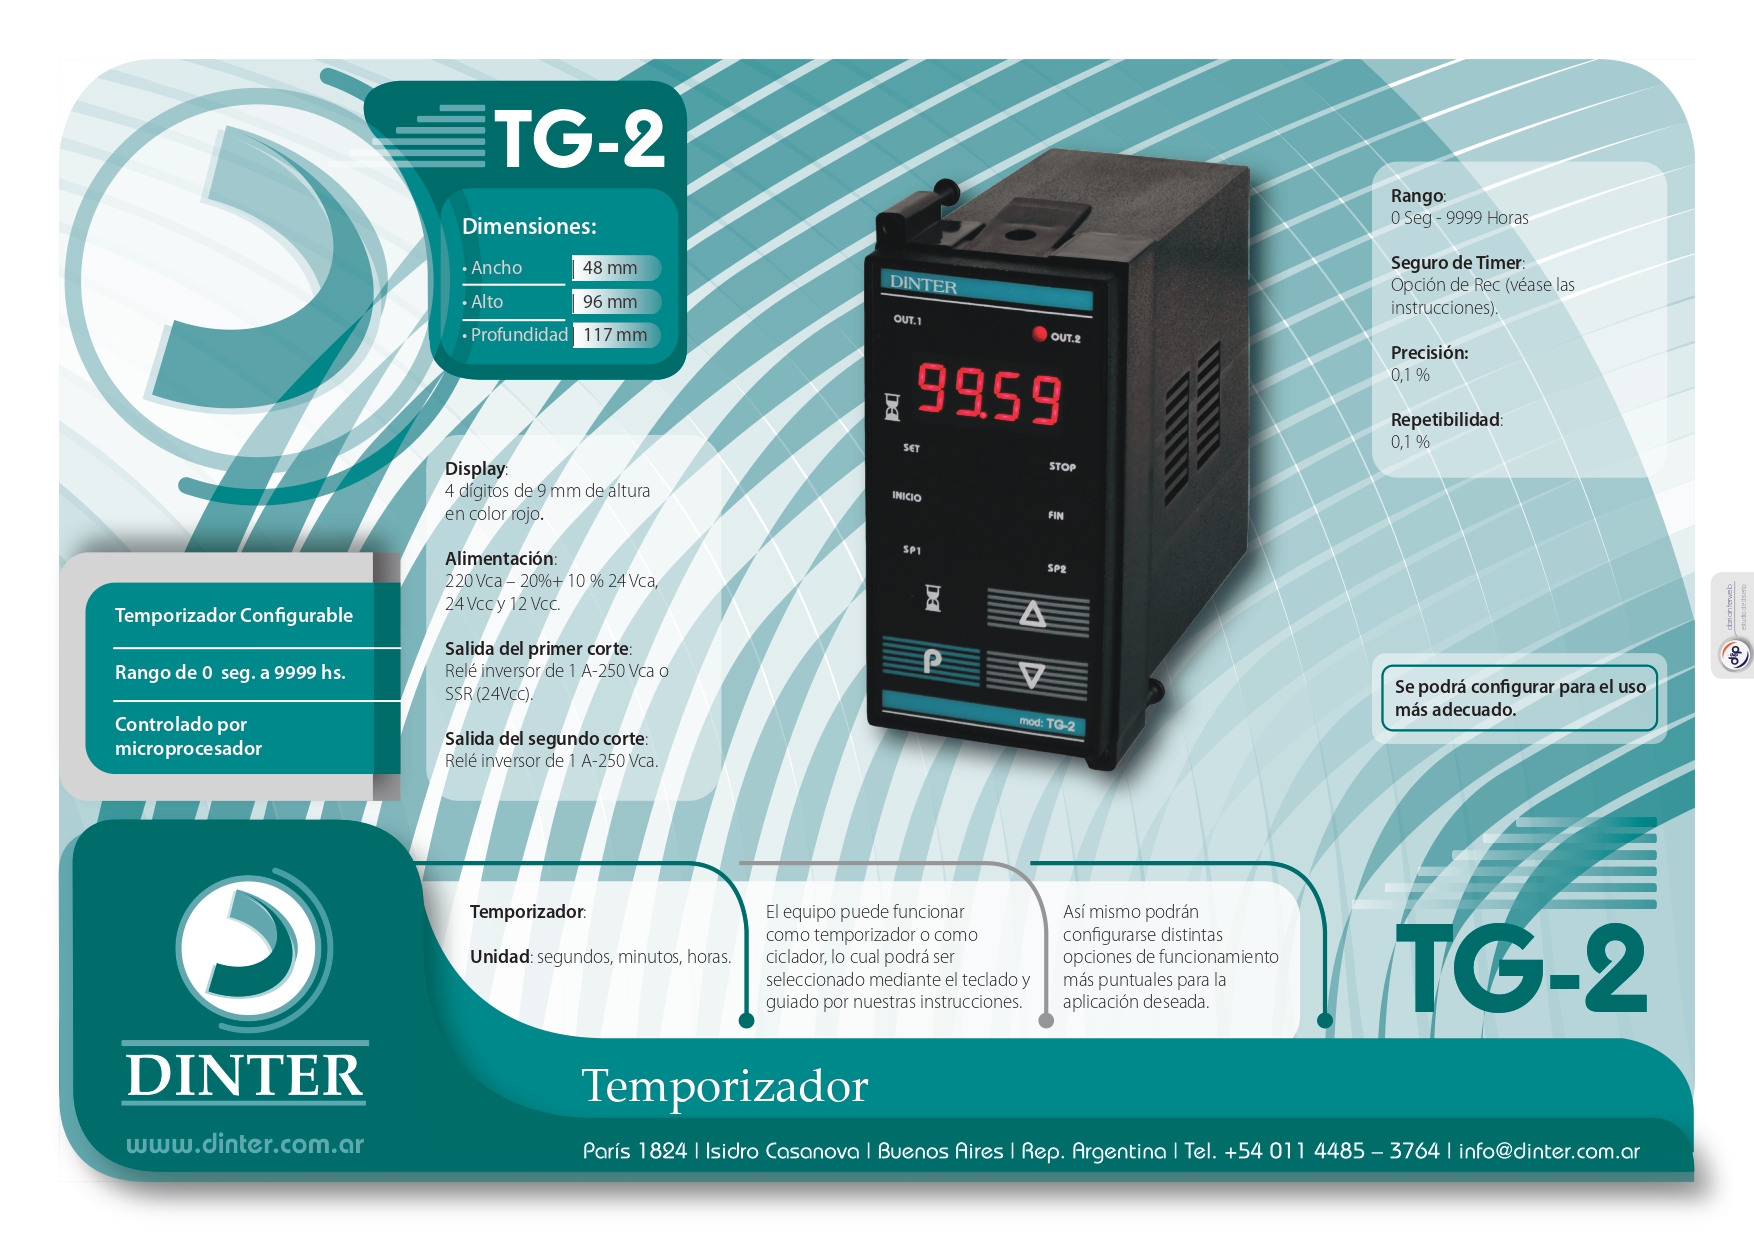 TG-2
Dimensiones:
• Ancho 48 mm
• Alto 96 mm
• Profundidad 117 mm
Display:
4 dígitos de 9 mm de altura
en color rojo.
Alimentación:
220 Vca – 20%+ 10 % 24 Vca,
24 Vcc y 12 Vcc.
Salida del primer corte:
Relé inversor de 1 A-250 Vca o
SSR (24Vcc).
Salida del segundo corte:
Relé inversor de 1 A-250 Vca.
Temporizador Configurable
Rango de 0 seg. a 9999 hs.
Controlado por
microprocesador
DINTER
OUT.1
OUT.2
99.59
SET
STOP
INICIO
FIN
SP1
SP2
P
mod: TG-2
Rango:
0 Seg - 9999 Horas
Seguro de Timer:
Opción de Rec (véase las
instrucciones).
Precisión:
0,1 %
Repetibilidad:
0,1 %
Se podrá configurar para el uso
más adecuado.
Temporizador:
Unidad: segundos, minutos, horas.
El equipo puede funcionar
como temporizador o como
ciclador, lo cual podrá ser
seleccionado mediante el teclado y
guiado por nuestras instrucciones.
Así mismo podrán
configurarse distintas
opciones de funcionamiento
más puntuales para la
aplicación deseada.
TG-2
DINTER
www.dinter.com.ar
Temporizador
París 1824 | Isidro Casanova | Buenos Aires | Rep. Argentina | Tel. +54 011 4485 – 3764 | info@dinter.com.ar